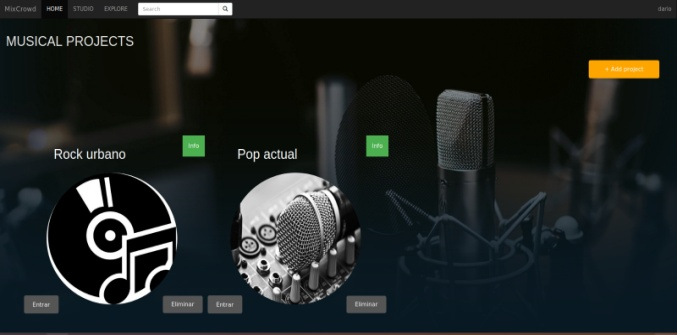 MixCrowd HOME STUDIO EXPLORE Search dario
MUSICAL PROJECTS
+ Add project
Info Info
Rock urbano Pop actual
Entrar Eliminar Entrar Eliminar